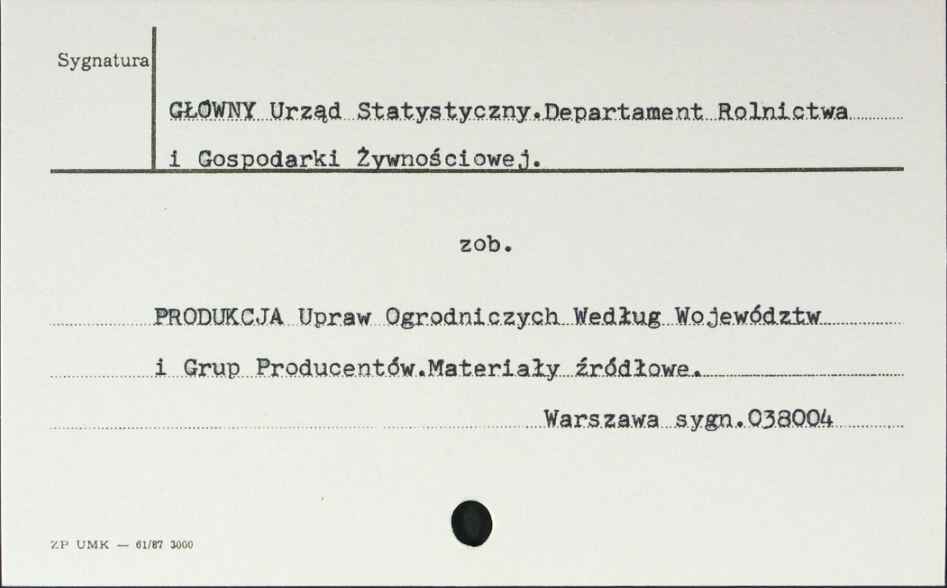 Sygnatura
GŁÓWNY Urząd Statystyczny.Departament Rolnictwa
i Gospodarki Żywnościowej.
zob.
PRODUKCJA Upraw Ogrodniczych Według Województw
i Grup Producentów.Materiały źródłowe.
Warszawa sygn.038004
ZP UMK — 61/87 3000